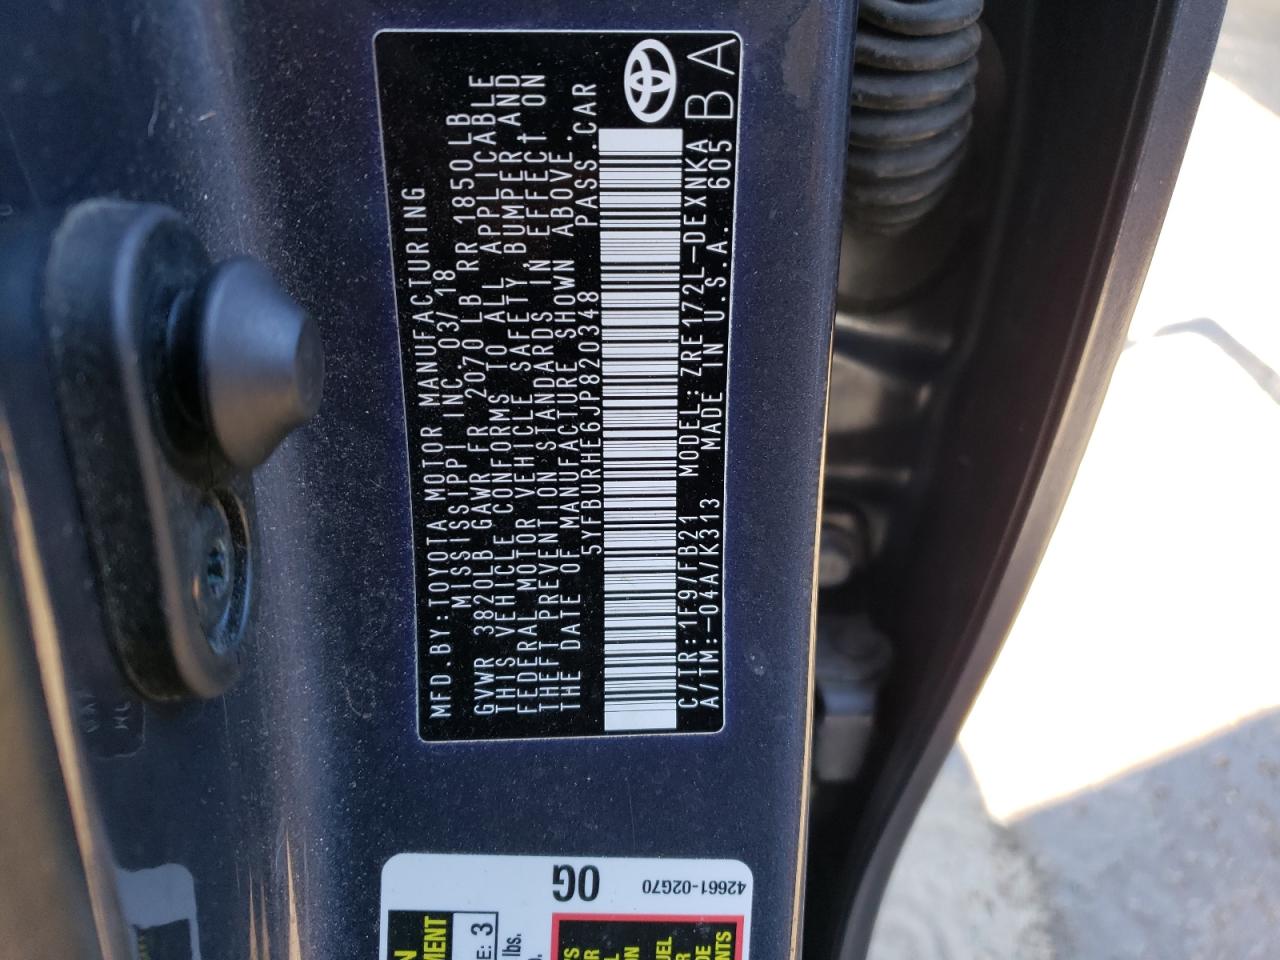 MFD.BY:TOYOTA MOTOR MANUFACTURING
MISSISSIPPI INC. 03/18
GVWR 3820LB GAWR FR 2070LB RR 1850LB
THIS VEHICLE CONFORMS TO ALL APPLICABLE
FEDERAL MOTOR VEHICLE SAFETY, BUMPER, AND
THEFT PREVENTION STANDARDS IN EFFECT ON
THE DATE OF MANUFACTURE SHOWN ABOVE.
5YFBURHE6JP820348 PASS.CAR
C/TR:1F9/FB21 MODEL:ZRE172L-DEXNKA
A/TM:-04A/K313 MADE IN U.S.A. 605
BA
OG
42661-02G70
E: 3
lbs.